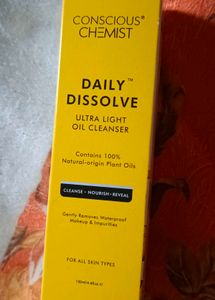 CONSCIOUS®
CHEMIST
DAILY™
DISSOLVE
ULTRA LIGHT
OIL CLEANSER
Contains 100%
Natural-origin Plant Oils
CLEANSE • NOURISH • REVEAL
Gently Removes Waterproof
Makeup & Impurities
FOR ALL SKIN TYPES